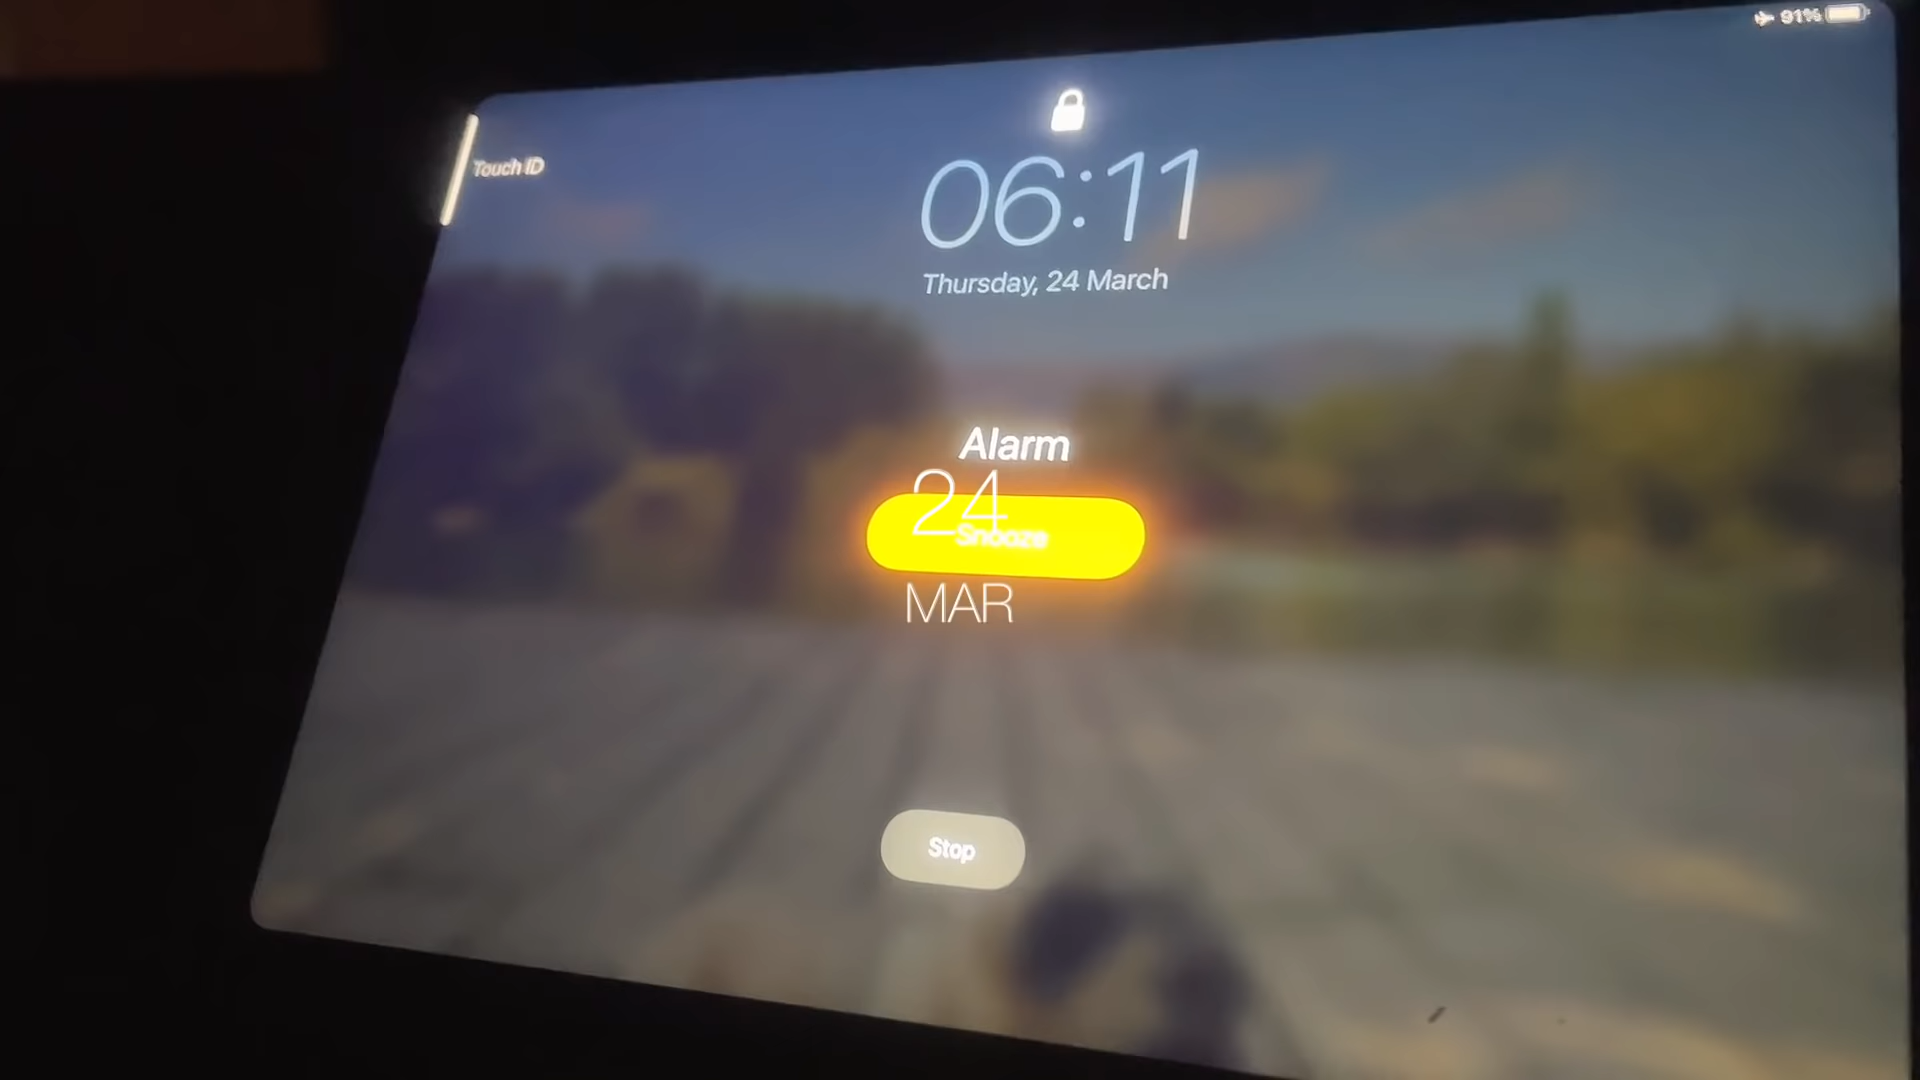 91%
Touch ID
06:11
Thursday, 24 March
Alarm
24
Snooze
MAR
Stop